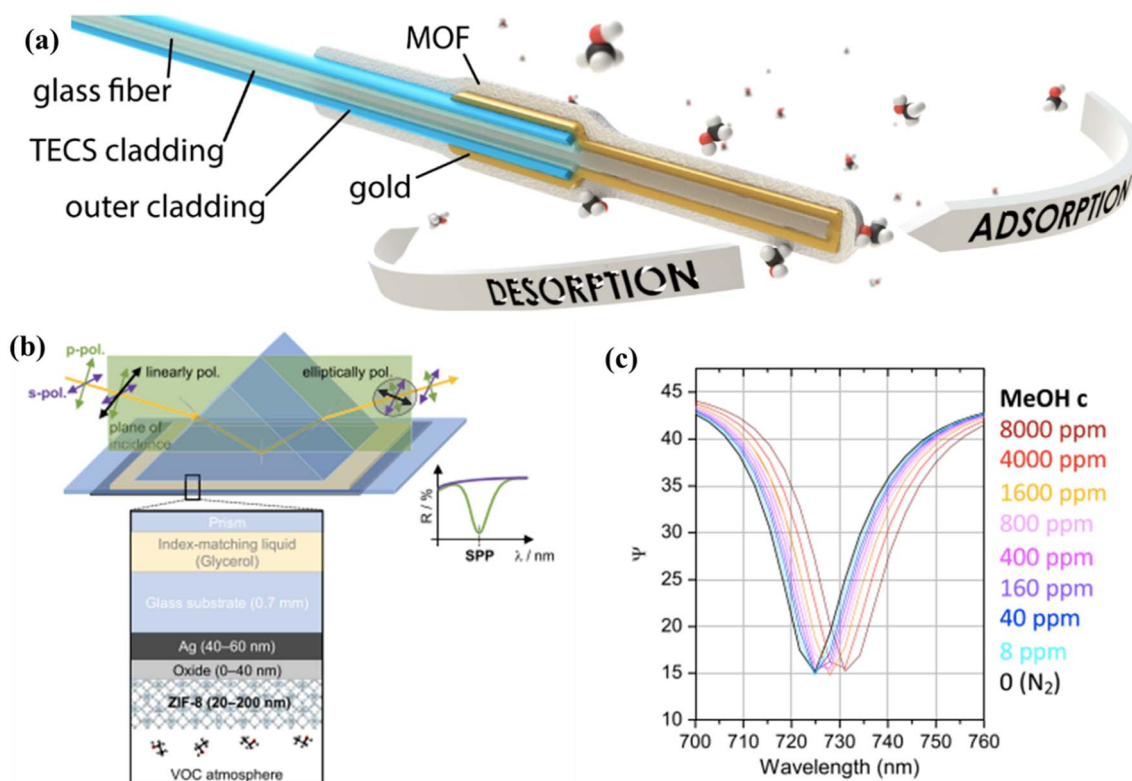 (a)
MOF
glass fiber
TECS cladding
outer cladding
gold
ADSORPTION
DESORPTION
(b)
p-pol.
s-pol.
linearly pol.
elliptically pol.
plane of
incidence
R / %
SPP
λ / nm
Prism
Index-matching liquid
(Glycerol)
Glass substrate (0.7 mm)
Ag (40–60 nm)
Oxide (0–40 nm)
ZIF-8 (20–200 nm)
VOC atmosphere
(c)
45
40
35
30
25
20
15
10
Ψ
700 710 720 730 740 750 760
Wavelength (nm)
MeOH c
8000 ppm
4000 ppm
1600 ppm
800 ppm
400 ppm
160 ppm
40 ppm
8 ppm
0 (N₂)